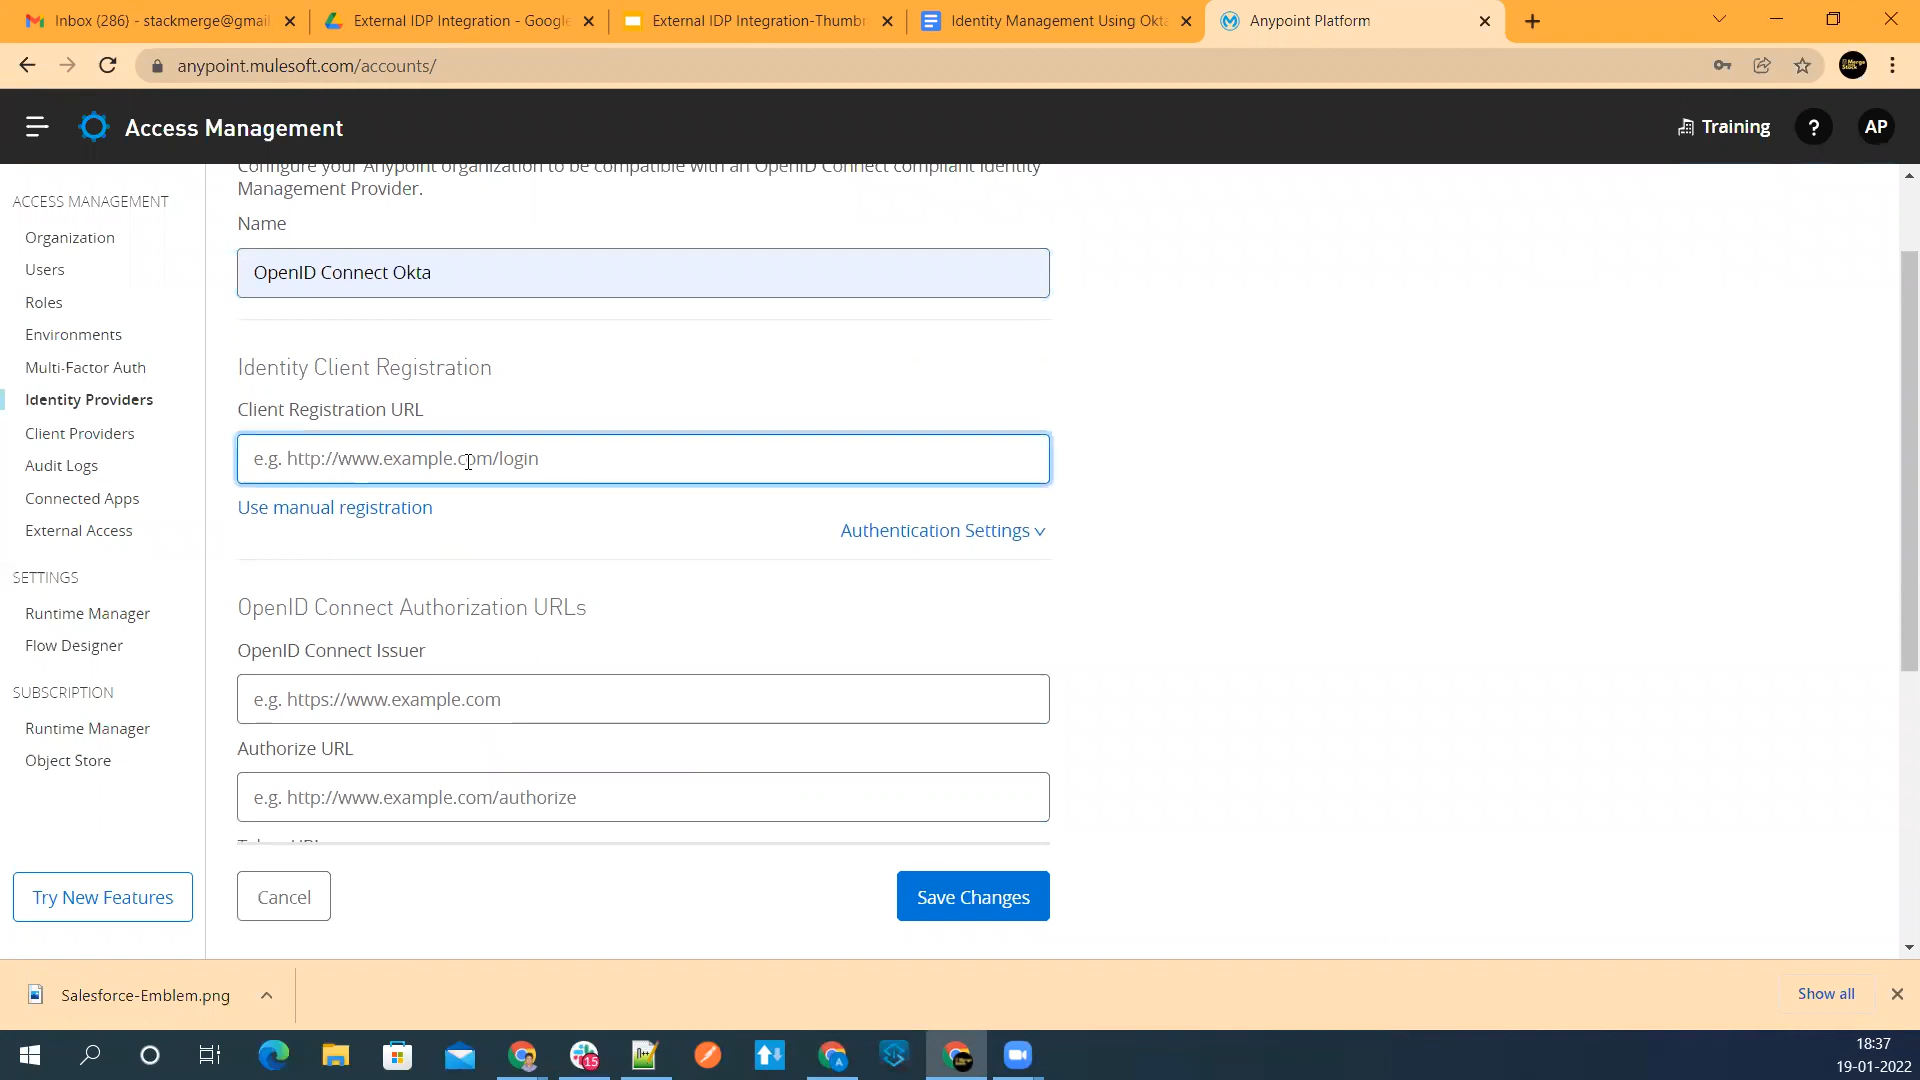 Inbox (286) - stackmerge@gmail
External IDP Integration - Google
External IDP Integration-Thumbn
Identity Management Using Okta
Anypoint Platform
anypoint.mulesoft.com/accounts/
Access Management
Training
?
AP
Configure your Anypoint organization to be compatible with an OpenID Connect compliant Identity
Management Provider.
ACCESS MANAGEMENT
Organization
Users
Roles
Environments
Multi-Factor Auth
Identity Providers
Client Providers
Audit Logs
Connected Apps
External Access
SETTINGS
Runtime Manager
Flow Designer
SUBSCRIPTION
Runtime Manager
Object Store
Try New Features
Name
OpenID Connect Okta
Identity Client Registration
Client Registration URL
e.g. http://www.example.com/login
Use manual registration
Authentication Settings
OpenID Connect Authorization URLs
OpenID Connect Issuer
e.g. https://www.example.com
Authorize URL
e.g. http://www.example.com/authorize
Cancel
Save Changes
Salesforce-Emblem.png
Show all
15
18:37
19-01-2022